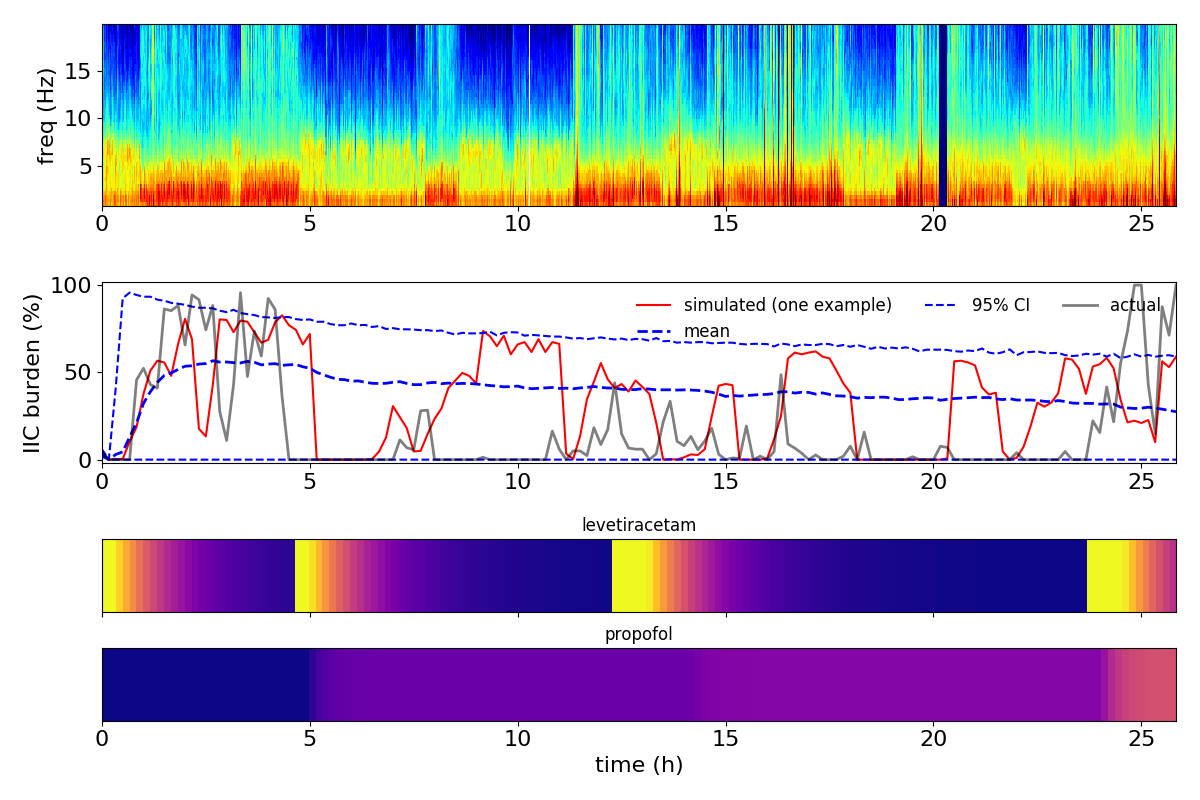 freq (Hz)
15
10
5
0 5 10 15 20 25
IIC burden (%)
100
50
0
simulated (one example) 95% CI actual
mean
0 5 10 15 20 25
levetiracetam
propofol
0 5 10 15 20 25
time (h)